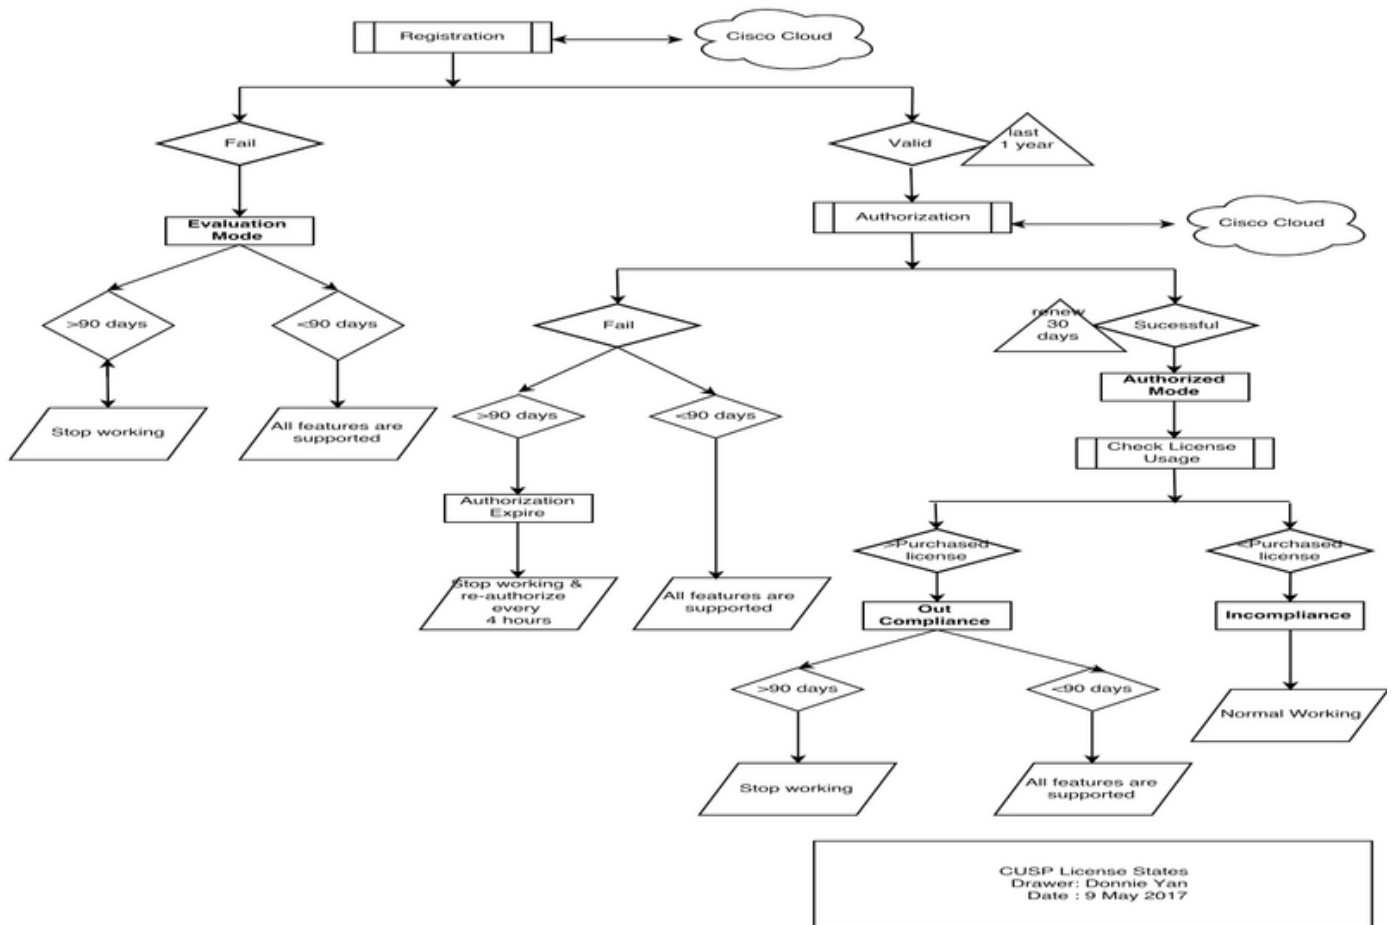 Registration
Cisco Cloud
Fail
Valid
last
1 year
Evaluation
Mode
Authorization
Cisco Cloud
>90 days
<90 days
Fail
renew
30
days
Sucessful
Stop working
All features are
supported
>90 days
<90 days
Authorized
Mode
Check License
Usage
Authorization
Expire
>Purchased
license
<Purchased
license
Stop working &
re-authorize
every
4 hours
All features are
supported
Out
Compliance
Incompliance
>90 days
<90 days
Normal Working
Stop working
All features are
supported
CUSP License States
Drawer: Donnie Yan
Date : 9 May 2017